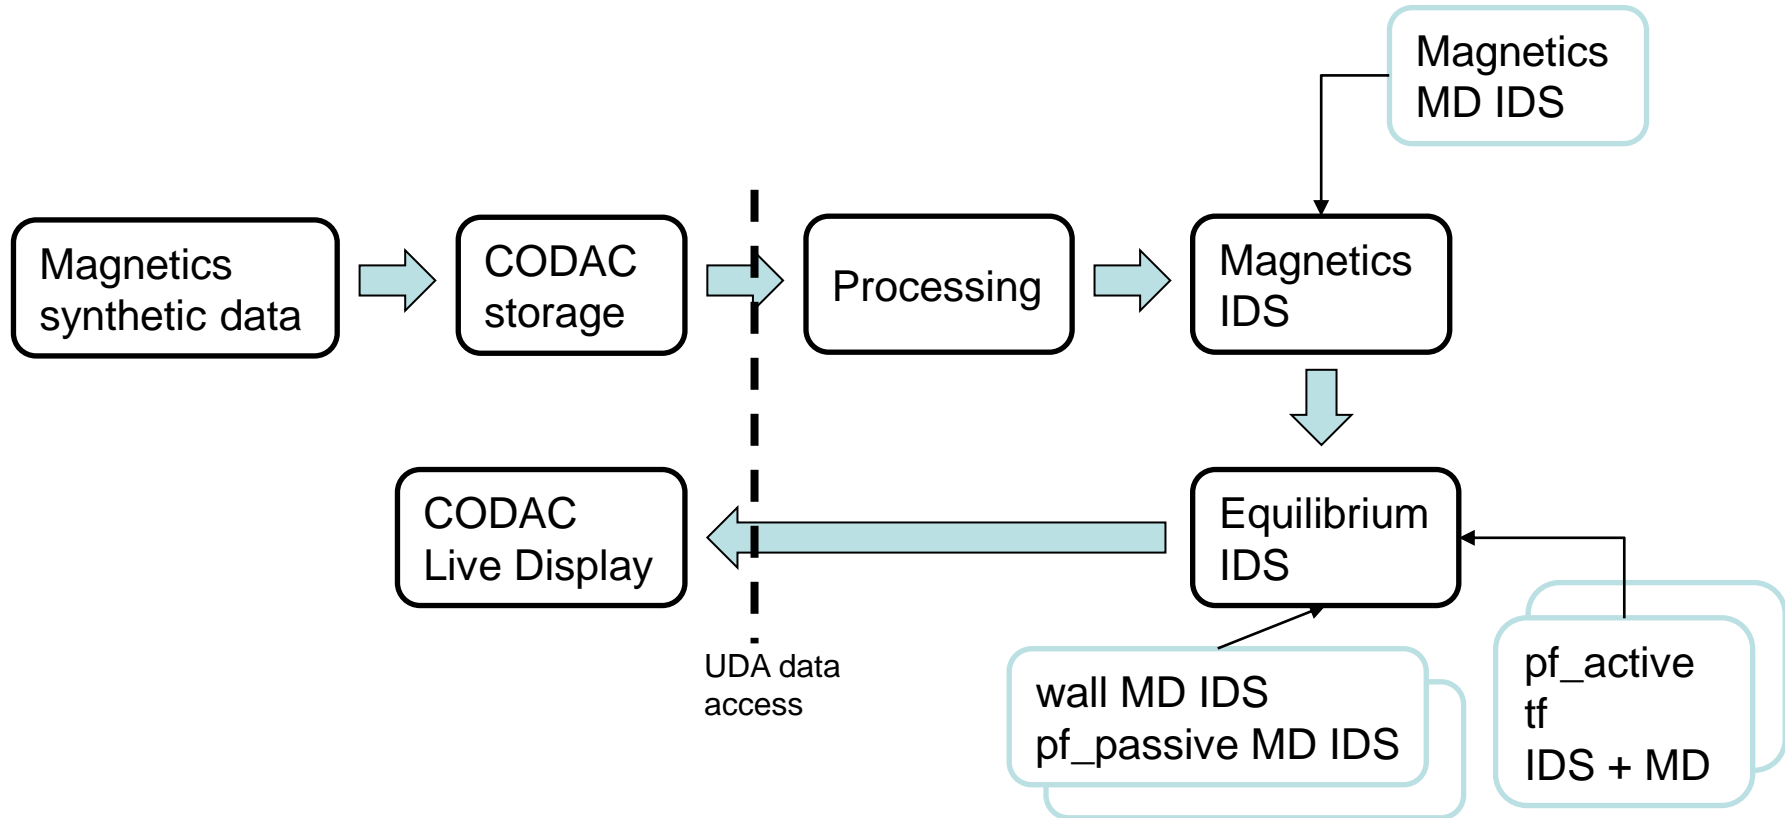 Magnetics
MD IDS
Magnetics
synthetic data
CODAC
storage
Processing
Magnetics
IDS
CODAC
Live Display
Equilibrium
IDS
UDA data
access
wall MD IDS
pf_passive MD IDS
pf_active
tf
IDS + MD